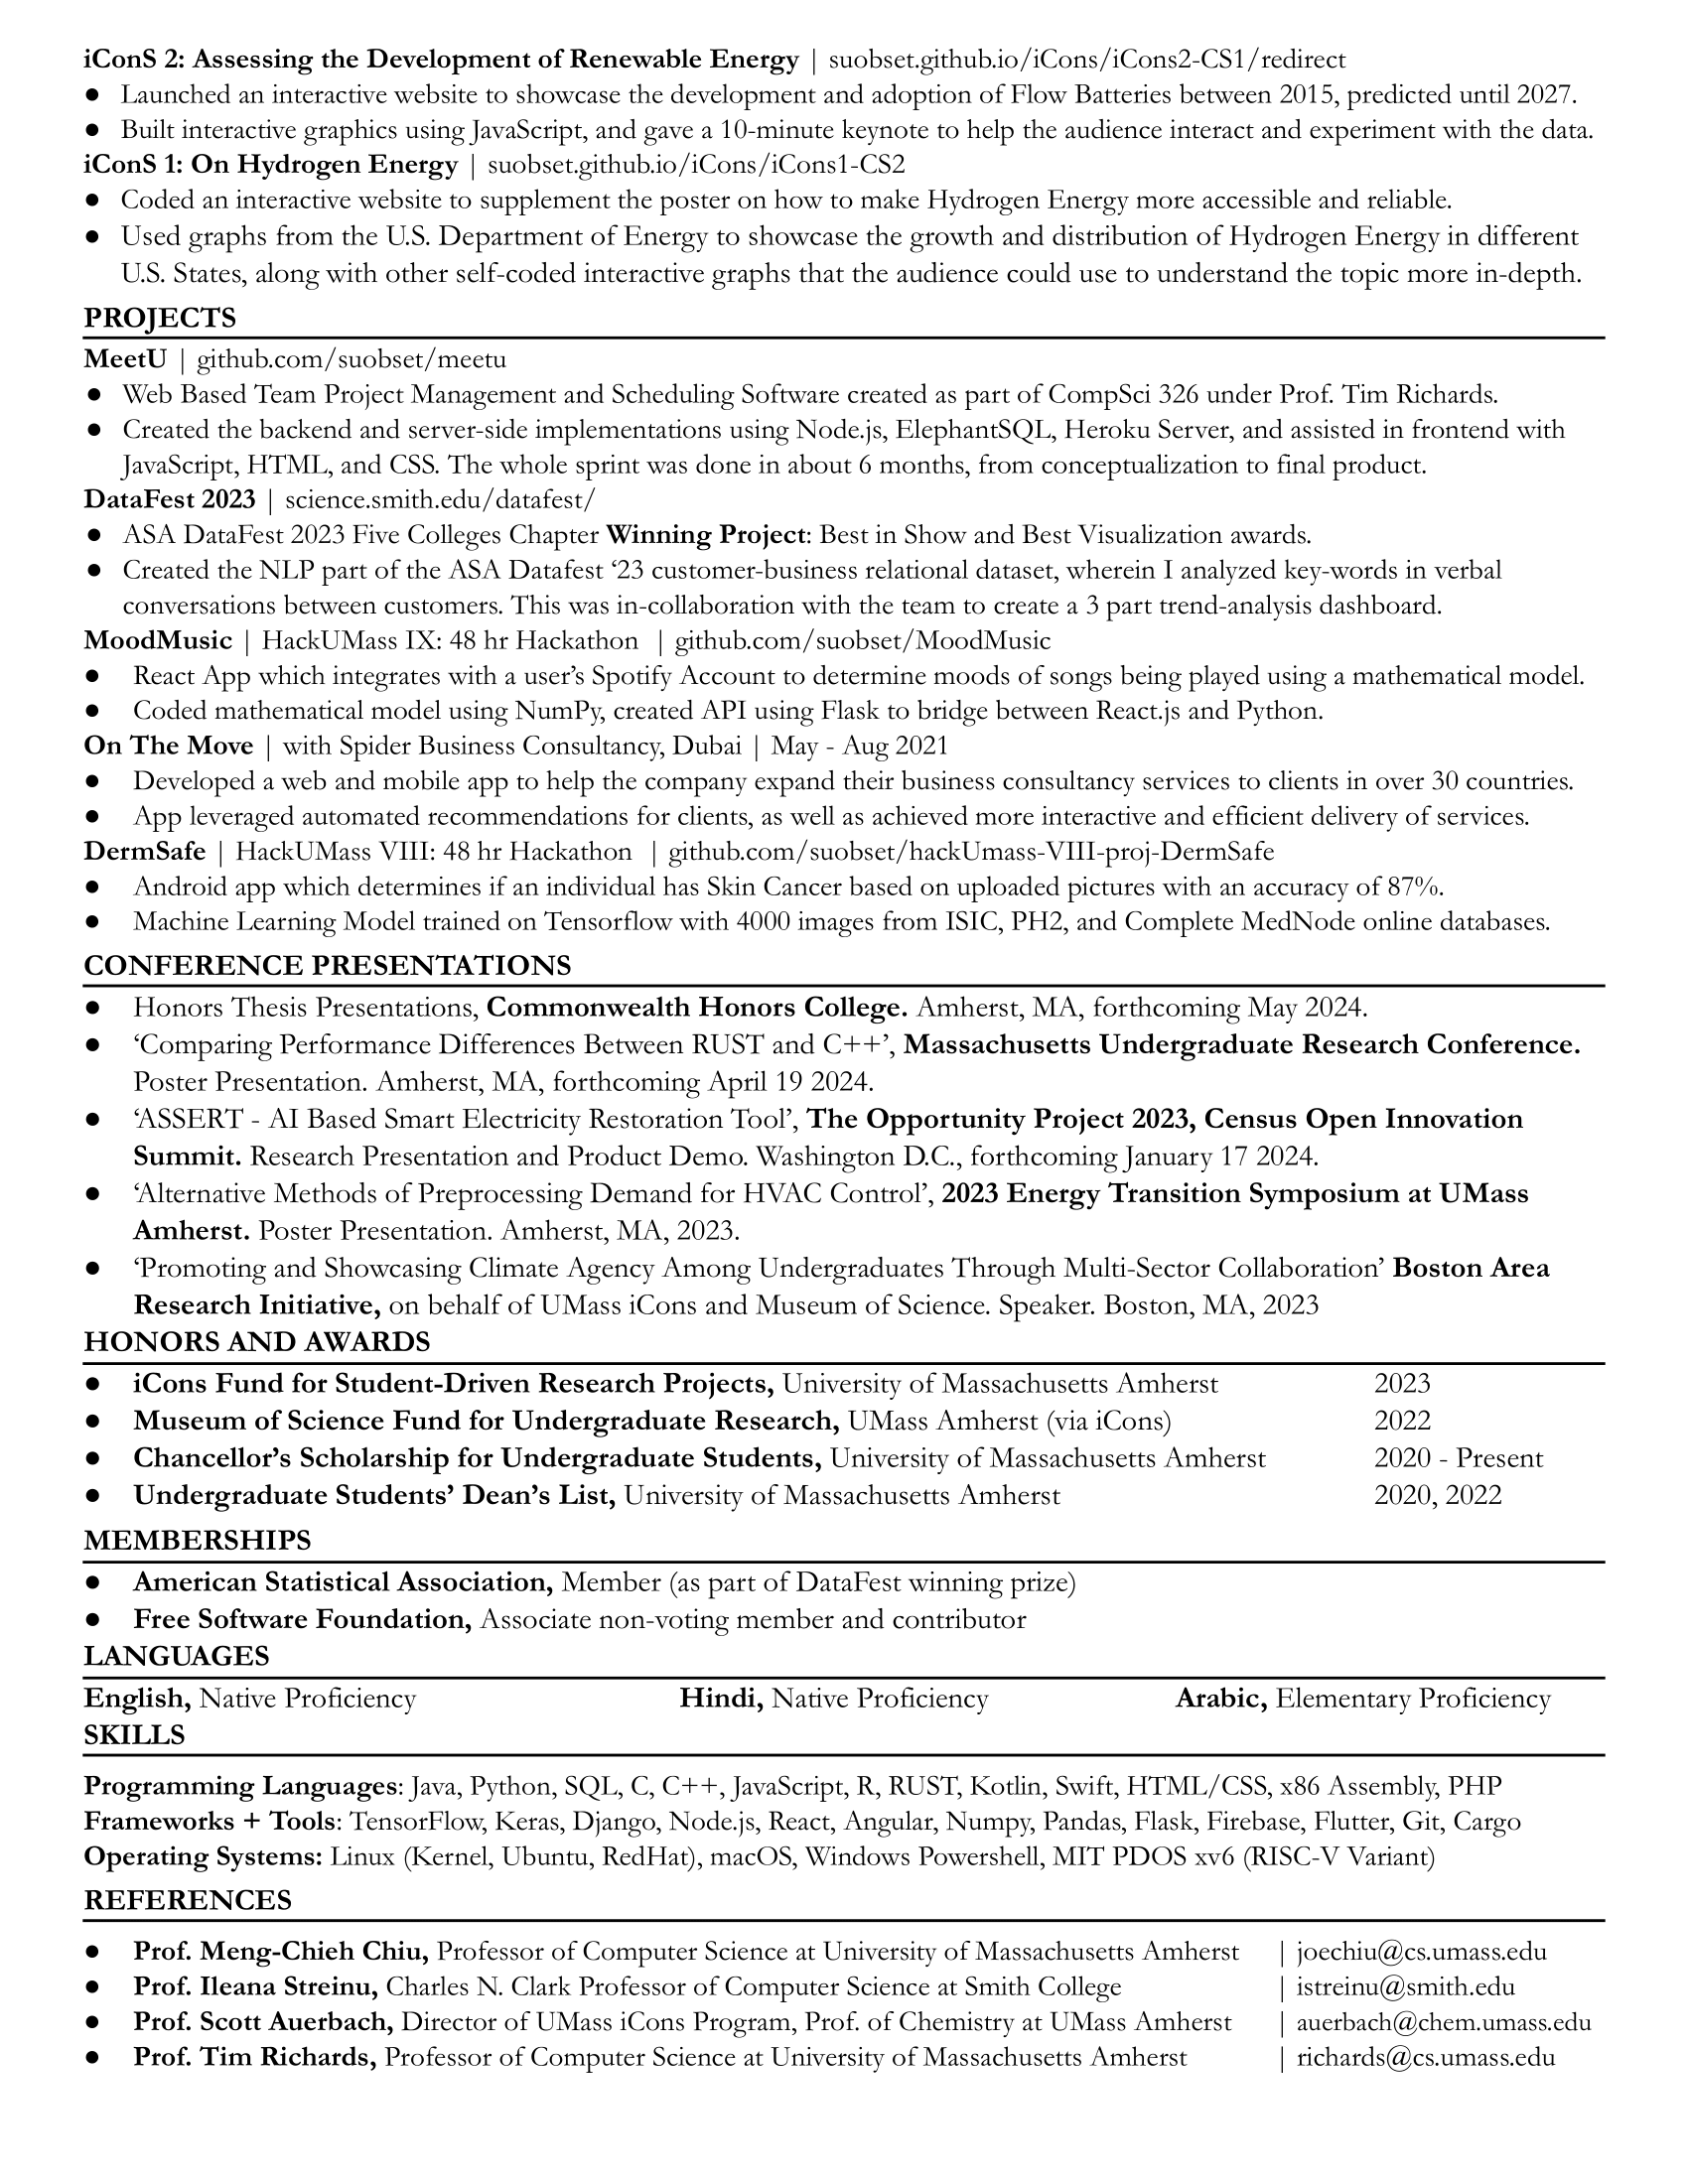 iConS 2: Assessing the Development of Renewable Energy | suobset.github.io/iCons/iCons2-CS1/redirect
● Launched an interactive website to showcase the development and adoption of Flow Batteries between 2015, predicted until 2027.
● Built interactive graphics using JavaScript, and gave a 10-minute keynote to help the audience interact and experiment with the data.
iConS 1: On Hydrogen Energy | suobset.github.io/iCons/iCons1-CS2
● Coded an interactive website to supplement the poster on how to make Hydrogen Energy more accessible and reliable.
● Used graphs from the U.S. Department of Energy to showcase the growth and distribution of Hydrogen Energy in different
U.S. States, along with other self-coded interactive graphs that the audience could use to understand the topic more in-depth.
PROJECTS
MeetU | github.com/suobset/meetu
● Web Based Team Project Management and Scheduling Software created as part of CompSci 326 under Prof. Tim Richards.
● Created the backend and server-side implementations using Node.js, ElephantSQL, Heroku Server, and assisted in frontend with
JavaScript, HTML, and CSS. The whole sprint was done in about 6 months, from conceptualization to final product.
DataFest 2023 | science.smith.edu/datafest/
● ASA DataFest 2023 Five Colleges Chapter Winning Project: Best in Show and Best Visualization awards.
● Created the NLP part of the ASA Datafest ‘23 customer-business relational dataset, wherein I analyzed key-words in verbal
conversations between customers. This was in-collaboration with the team to create a 3 part trend-analysis dashboard.
MoodMusic | HackUMass IX: 48 hr Hackathon | github.com/suobset/MoodMusic
● React App which integrates with a user’s Spotify Account to determine moods of songs being played using a mathematical model.
● Coded mathematical model using NumPy, created API using Flask to bridge between React.js and Python.
On The Move | with Spider Business Consultancy, Dubai | May - Aug 2021
● Developed a web and mobile app to help the company expand their business consultancy services to clients in over 30 countries.
● App leveraged automated recommendations for clients, as well as achieved more interactive and efficient delivery of services.
DermSafe | HackUMass VIII: 48 hr Hackathon | github.com/suobset/hackUmass-VIII-proj-DermSafe
● Android app which determines if an individual has Skin Cancer based on uploaded pictures with an accuracy of 87%.
● Machine Learning Model trained on Tensorflow with 4000 images from ISIC, PH2, and Complete MedNode online databases.
CONFERENCE PRESENTATIONS
● Honors Thesis Presentations, Commonwealth Honors College. Amherst, MA, forthcoming May 2024.
● ‘Comparing Performance Differences Between RUST and C++’, Massachusetts Undergraduate Research Conference.
Poster Presentation. Amherst, MA, forthcoming April 19 2024.
● ‘ASSERT - AI Based Smart Electricity Restoration Tool’, The Opportunity Project 2023, Census Open Innovation
Summit. Research Presentation and Product Demo. Washington D.C., forthcoming January 17 2024.
● ‘Alternative Methods of Preprocessing Demand for HVAC Control’, 2023 Energy Transition Symposium at UMass
Amherst. Poster Presentation. Amherst, MA, 2023.
● ‘Promoting and Showcasing Climate Agency Among Undergraduates Through Multi-Sector Collaboration’ Boston Area
Research Initiative, on behalf of UMass iCons and Museum of Science. Speaker. Boston, MA, 2023
HONORS AND AWARDS
● iCons Fund for Student-Driven Research Projects, University of Massachusetts Amherst 2023
● Museum of Science Fund for Undergraduate Research, UMass Amherst (via iCons) 2022
● Chancellor’s Scholarship for Undergraduate Students, University of Massachusetts Amherst 2020 - Present
● Undergraduate Students’ Dean’s List, University of Massachusetts Amherst 2020, 2022
MEMBERSHIPS
● American Statistical Association, Member (as part of DataFest winning prize)
● Free Software Foundation, Associate non-voting member and contributor
LANGUAGES
English, Native Proficiency Hindi, Native Proficiency Arabic, Elementary Proficiency
SKILLS
Programming Languages: Java, Python, SQL, C, C++, JavaScript, R, RUST, Kotlin, Swift, HTML/CSS, x86 Assembly, PHP
Frameworks + Tools: TensorFlow, Keras, Django, Node.js, React, Angular, Numpy, Pandas, Flask, Firebase, Flutter, Git, Cargo
Operating Systems: Linux (Kernel, Ubuntu, RedHat), macOS, Windows Powershell, MIT PDOS xv6 (RISC-V Variant)
REFERENCES
● Prof. Meng-Chieh Chiu, Professor of Computer Science at University of Massachusetts Amherst | joechiu@cs.umass.edu
● Prof. Ileana Streinu, Charles N. Clark Professor of Computer Science at Smith College | istreinu@smith.edu
● Prof. Scott Auerbach, Director of UMass iCons Program, Prof. of Chemistry at UMass Amherst | auerbach@chem.umass.edu
● Prof. Tim Richards, Professor of Computer Science at University of Massachusetts Amherst | richards@cs.umass.edu